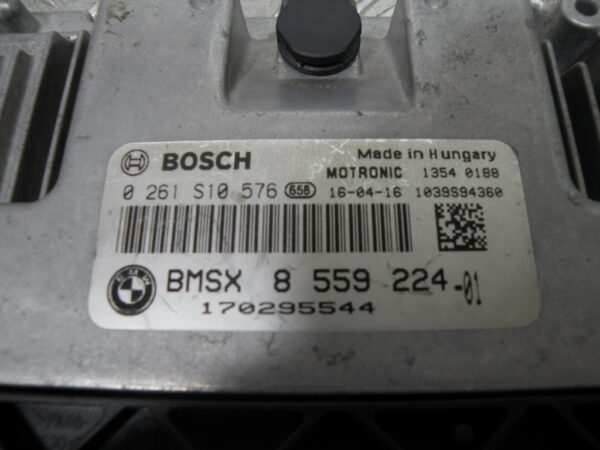 BOSCH Made in Hungary
MOTRONIC 1354 0188
0 261 S10 576 658 16-04-16 1039S94360
BMW BMSX 8 559 224-01
170295544